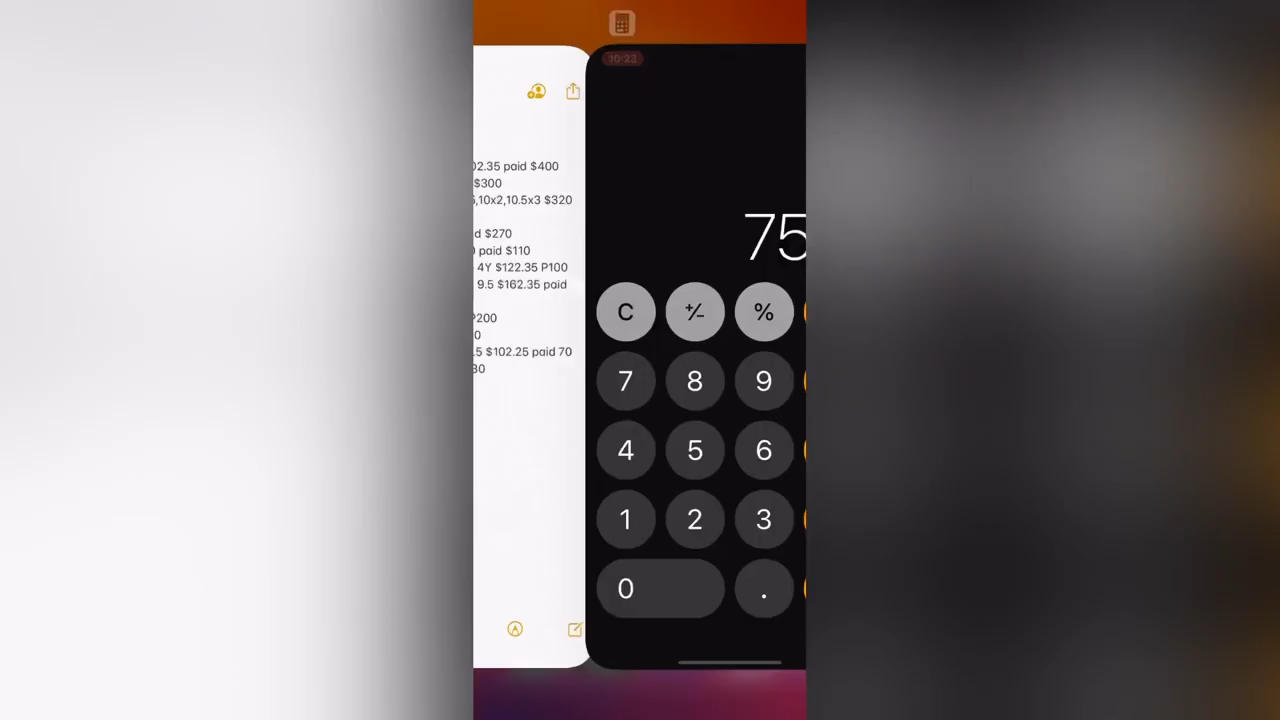 02.35 paid $400
$300
,10x2,10.5x3 $320
d $270
paid $110
4Y $122.35 P100
9.5 $162.35 paid
P200
0
.5 $102.25 paid 70
30
10:23
75
C +/- %
7 8 9
4 5 6
1 2 3
0 .